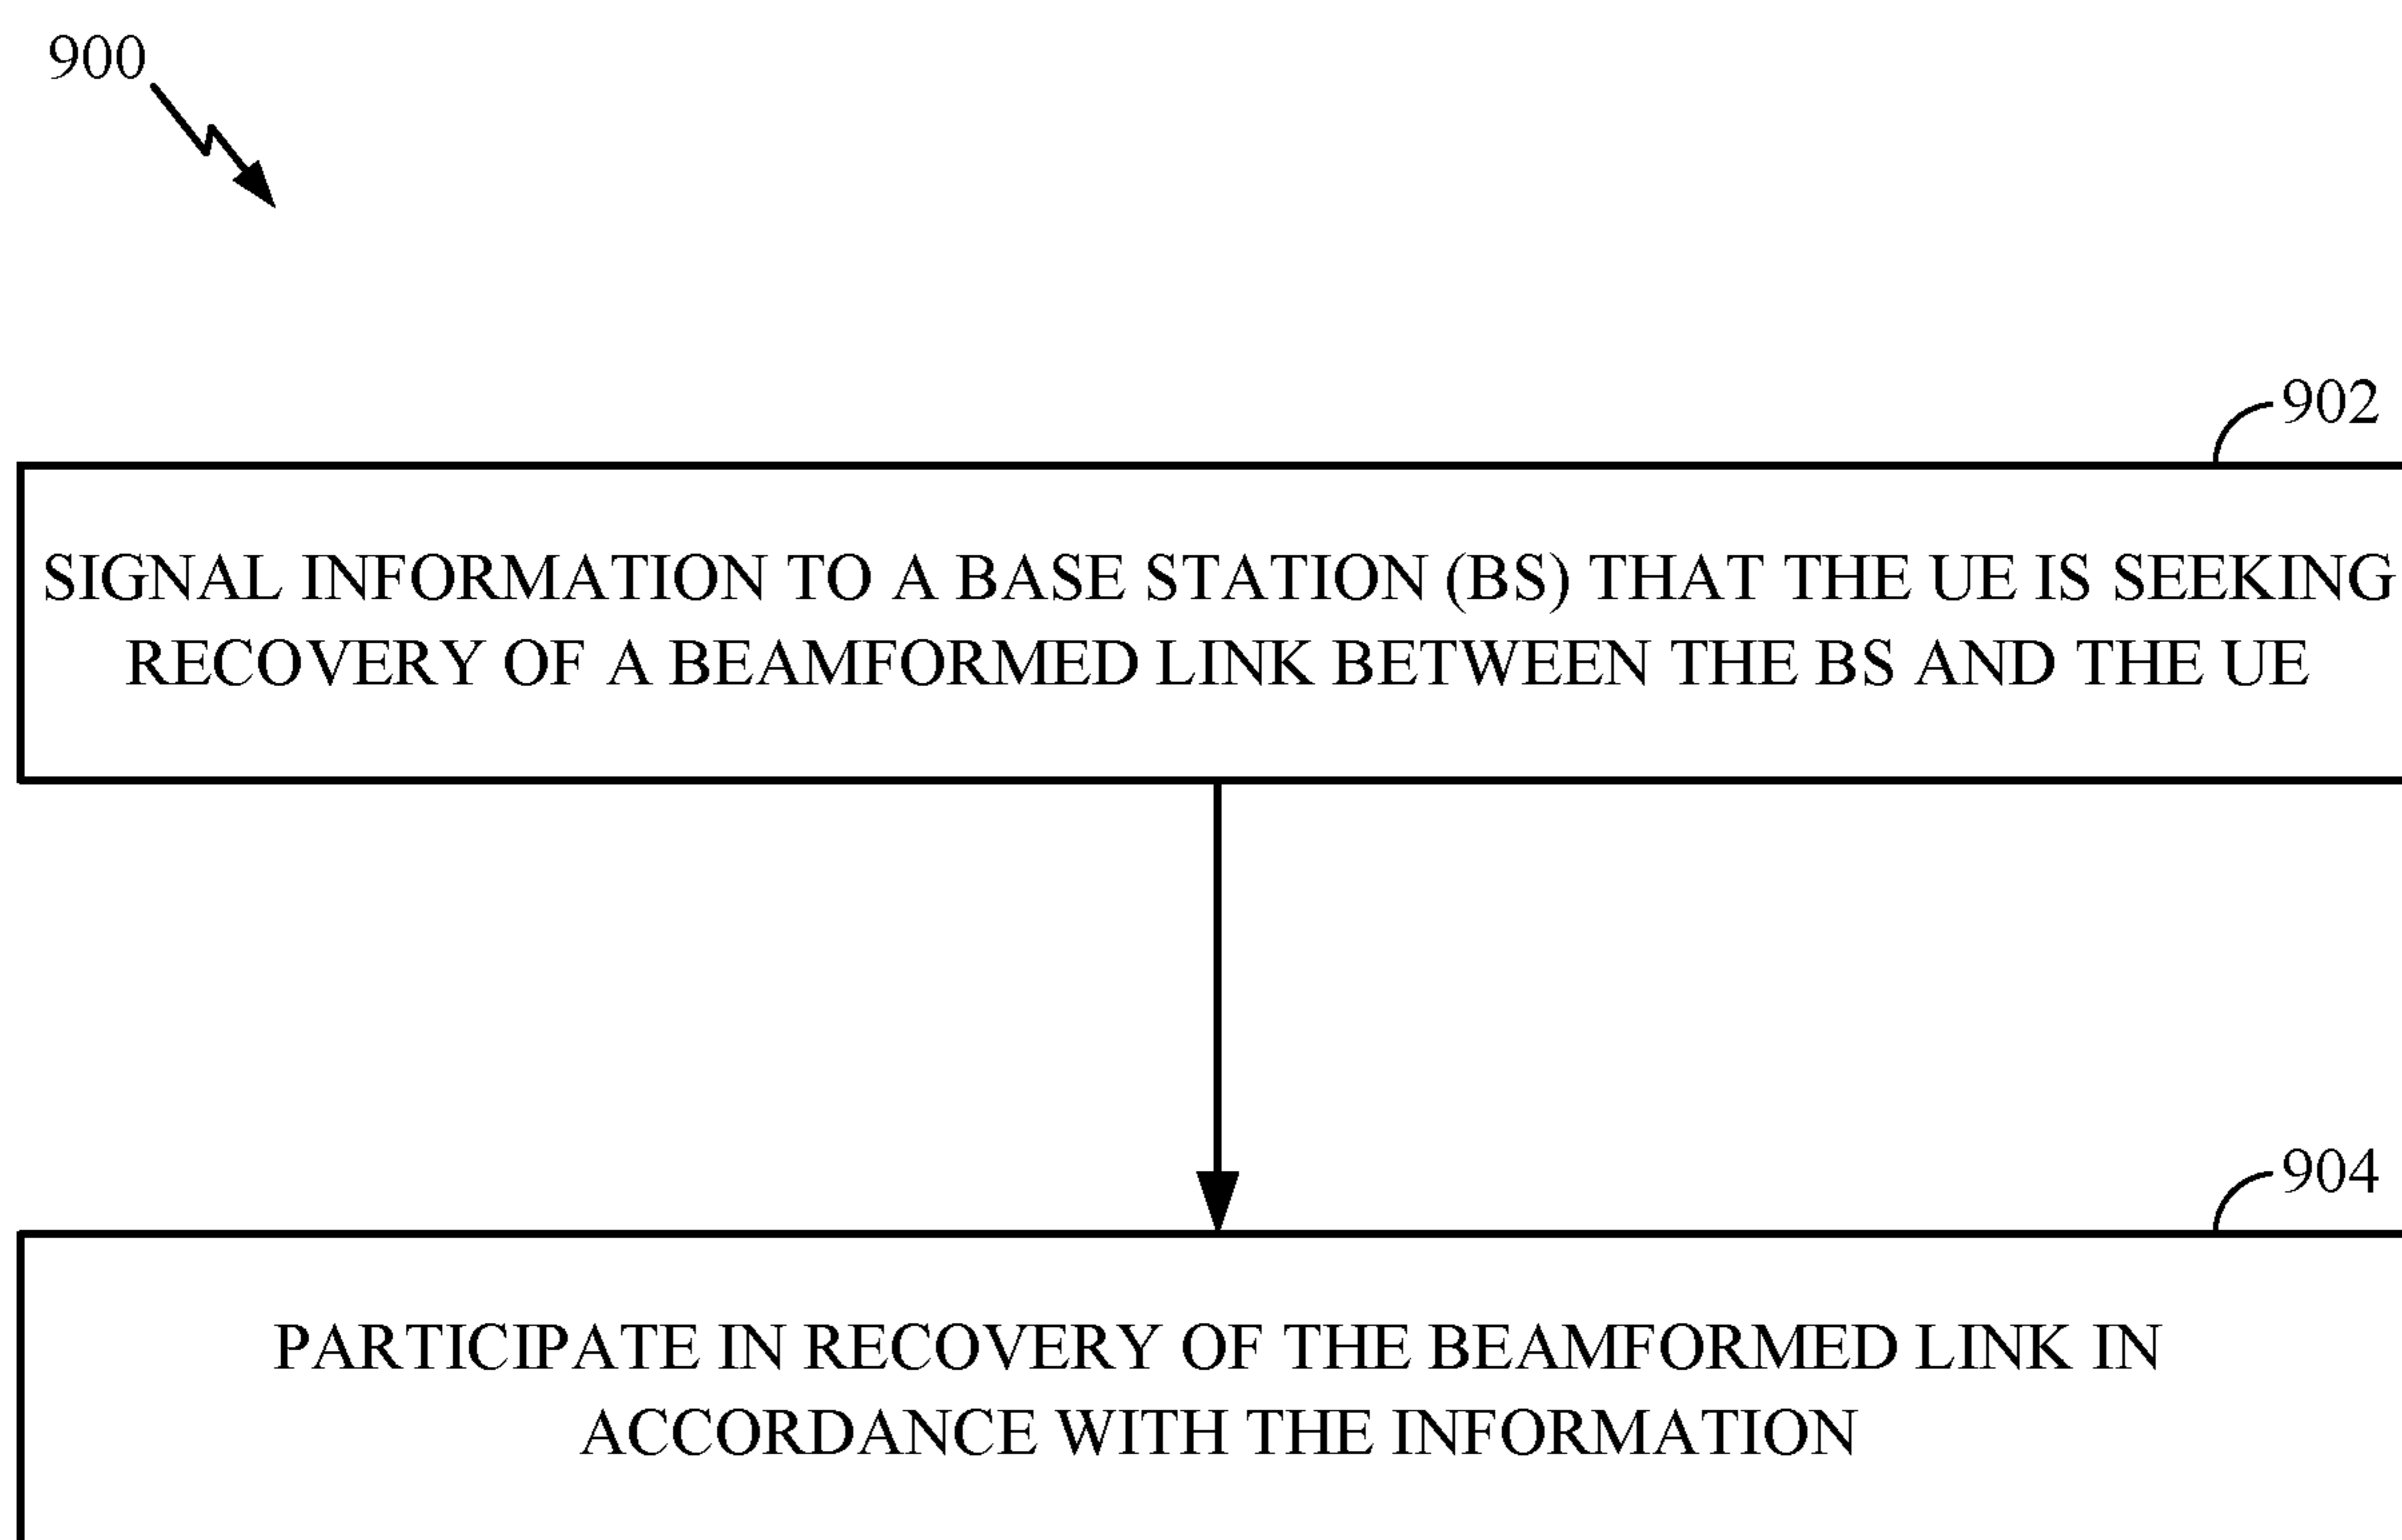 900
902
SIGNAL INFORMATION TO A BASE STATION (BS) THAT THE UE IS SEEKING
RECOVERY OF A BEAMFORMED LINK BETWEEN THE BS AND THE UE
904
PARTICIPATE IN RECOVERY OF THE BEAMFORMED LINK IN
ACCORDANCE WITH THE INFORMATION